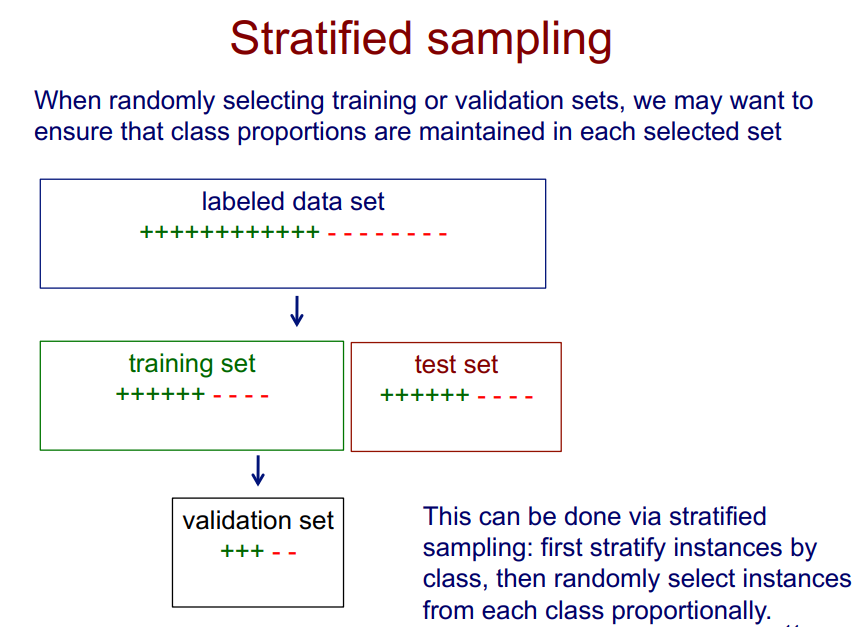 Stratified sampling
When randomly selecting training or validation sets, we may want to
ensure that class proportions are maintained in each selected set
labeled data set
++++++++++++ - - - - - - - -
training set
++++++ - - - -
test set
++++++ - - - -
validation set
+++ - -
This can be done via stratified
sampling: first stratify instances by
class, then randomly select instances
from each class proportionally.